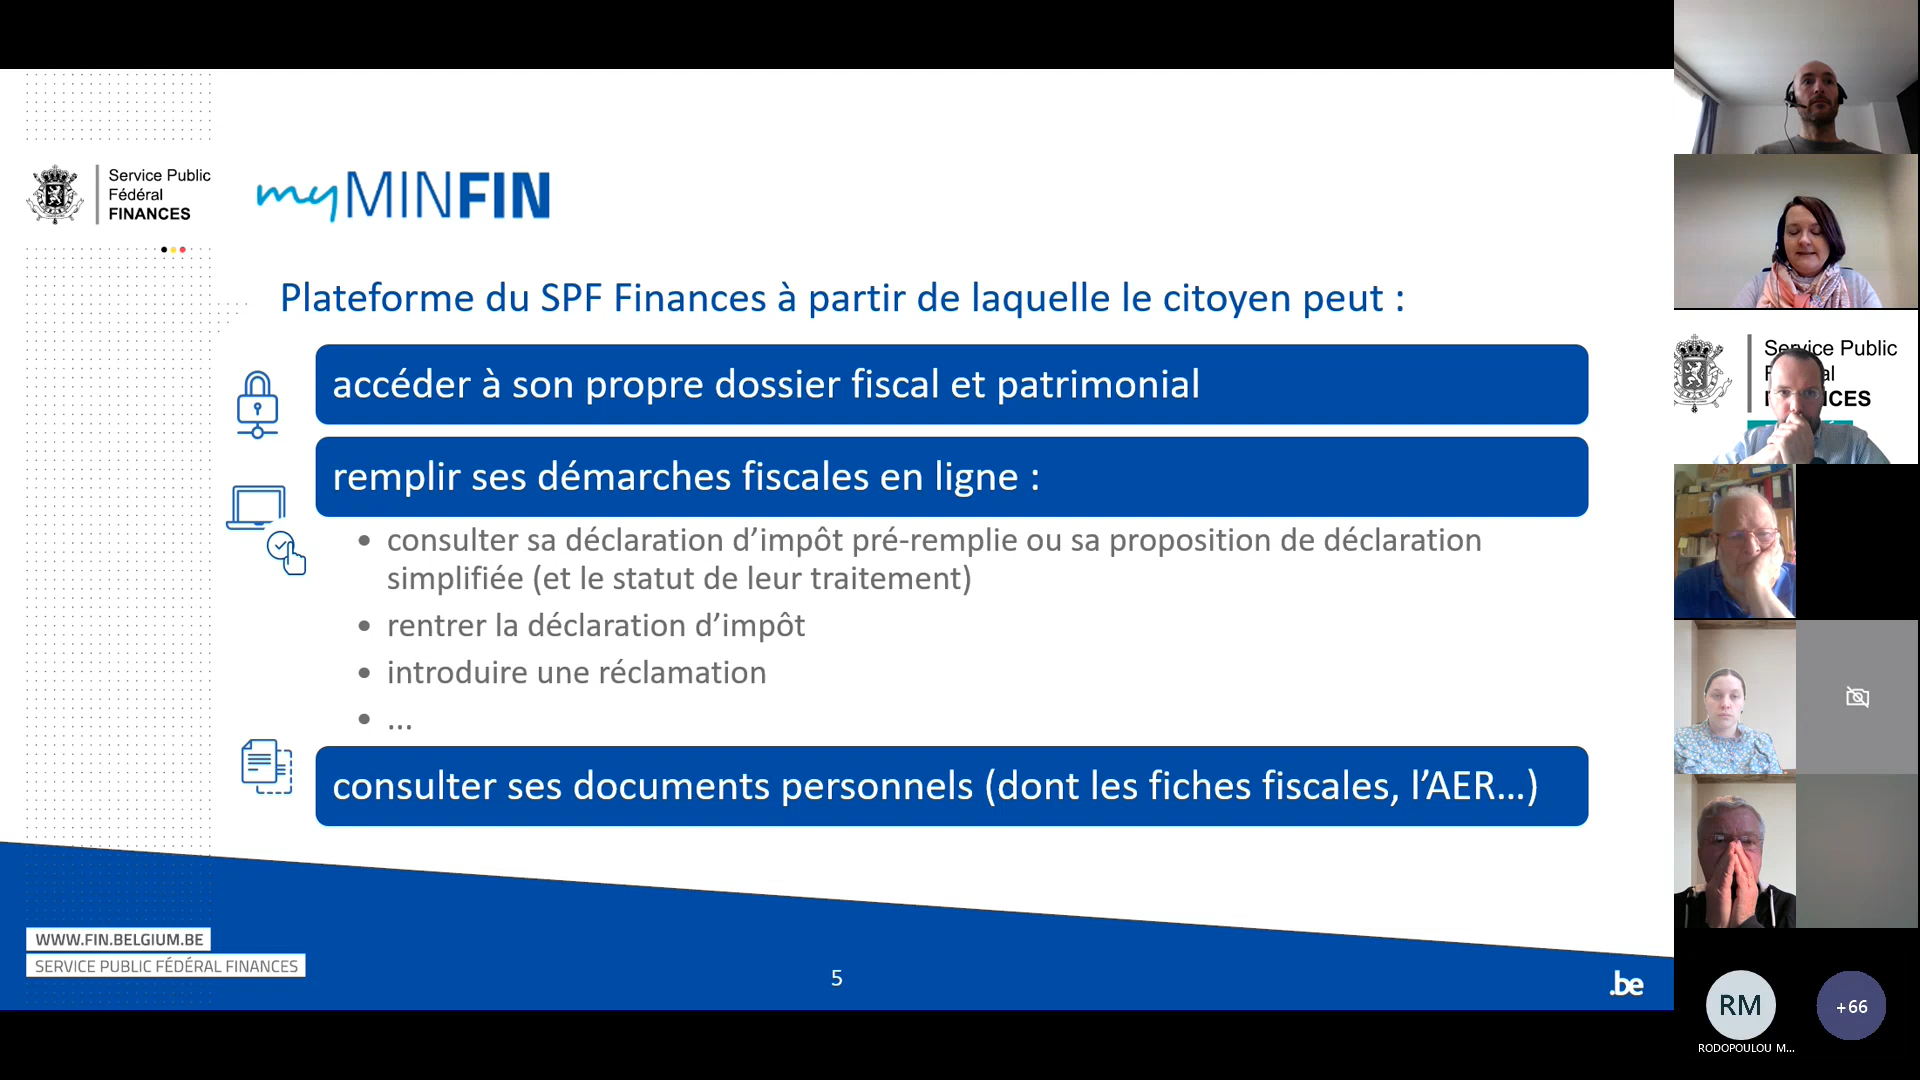 Service Public
Fédéral
FINANCES
myMINFIN
Plateforme du SPF Finances à partir de laquelle le citoyen peut :
accéder à son propre dossier fiscal et patrimonial
remplir ses démarches fiscales en ligne :
• consulter sa déclaration d’impôt pré-remplie ou sa proposition de déclaration
simplifiée (et le statut de leur traitement)
• rentrer la déclaration d’impôt
• introduire une réclamation
• ...
consulter ses documents personnels (dont les fiches fiscales, l’AER…)
WWW.FIN.BELGIUM.BE
SERVICE PUBLIC FÉDÉRAL FINANCES
5
.be
Service Public
RM
+66
RODOPOULOU M...